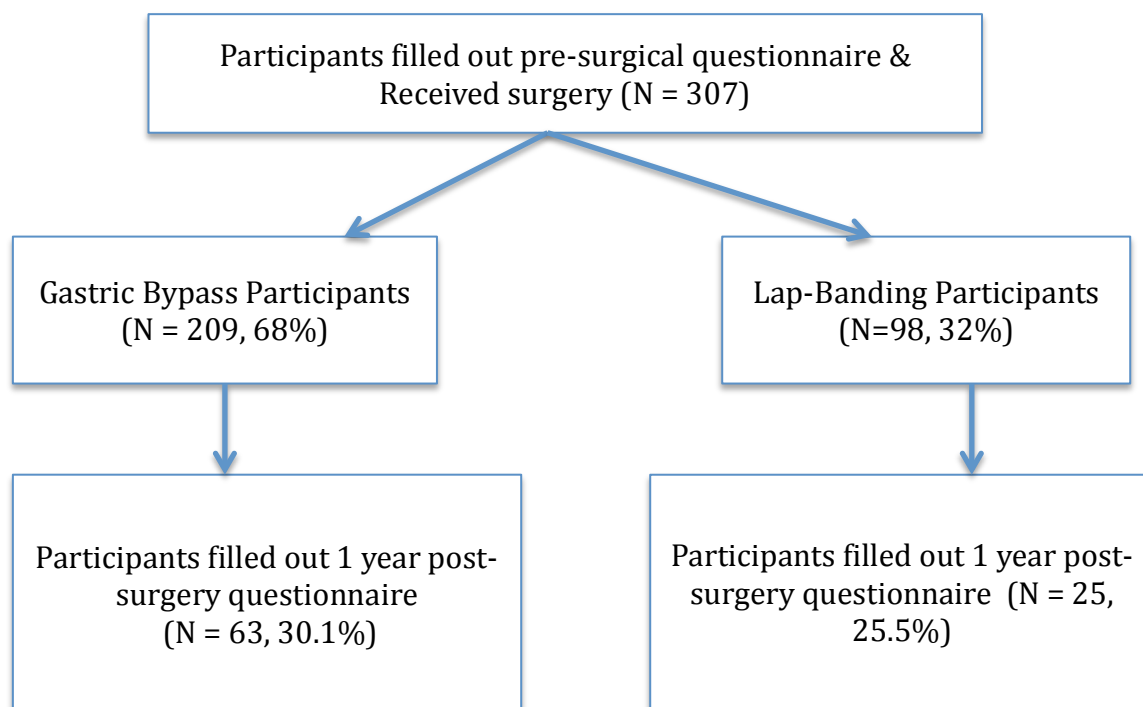 Participants filled out pre-surgical questionnaire &
Received surgery (N = 307)
Gastric Bypass Participants
(N = 209, 68%)
Lap-Banding Participants
(N=98, 32%)
Participants filled out 1 year post-
surgery questionnaire
(N = 63, 30.1%)
Participants filled out 1 year post-
surgery questionnaire  (N = 25,
25.5%)